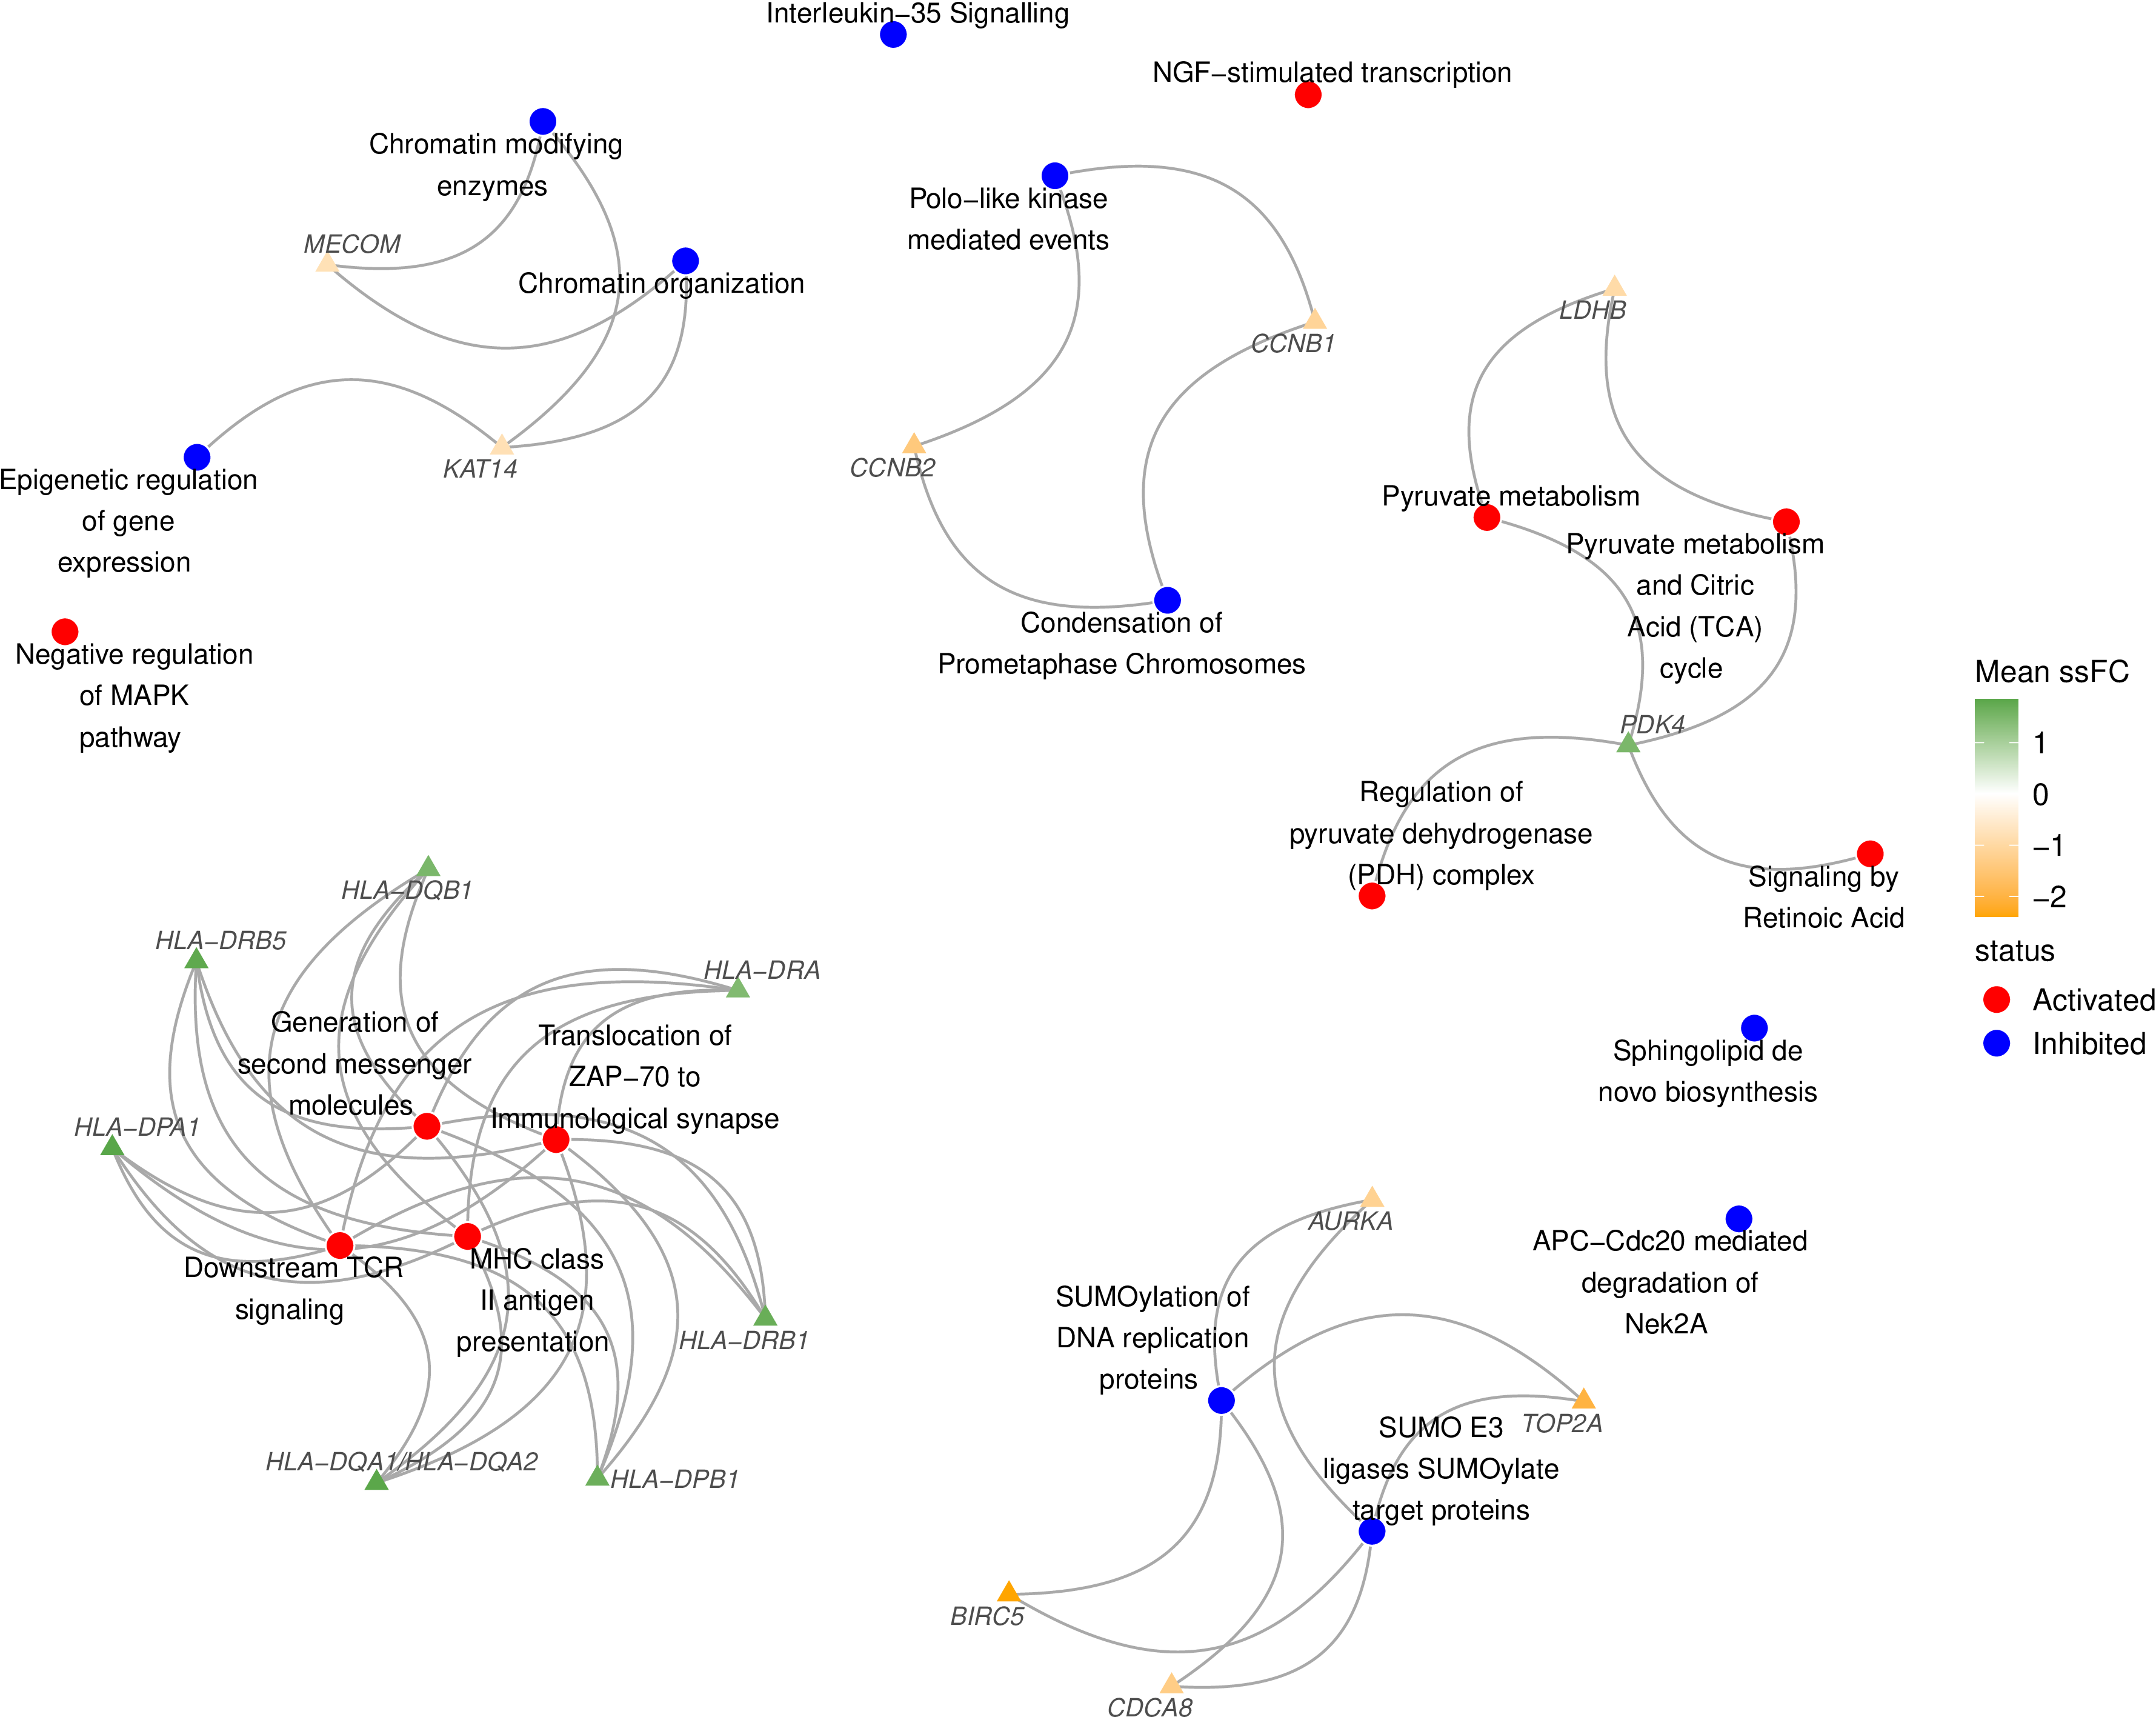 Interleukin−35 Signalling
NGF−stimulated transcription
Chromatin modifying
enzymes
MECOM
Chromatin organization
KAT14
Epigenetic regulation
of gene
expression
Negative regulation
of MAPK
pathway
Polo−like kinase
mediated events
CCNB1
CCNB2
Condensation of
Prometaphase Chromosomes
LDHB
Pyruvate metabolism
Pyruvate metabolism
and Citric
Acid (TCA)
cycle
PDK4
Regulation of
pyruvate dehydrogenase
(PDH) complex
Signaling by
Retinoic Acid
Mean ssFC
1
0
−1
−2
status
Activated
Inhibited
HLA−DQB1
HLA−DRB5
HLA−DRA
Generation of
second messenger
molecules
Translocation of
ZAP−70 to
Immunological synapse
HLA−DPA1
Downstream TCR
signaling
MHC class
II antigen
presentation
HLA−DRB1
HLA−DQA1/HLA−DQA2
HLA−DPB1
Sphingolipid de
novo biosynthesis
APC−Cdc20 mediated
degradation of
Nek2A
AURKA
SUMOylation of
DNA replication
proteins
TOP2A
SUMO E3
ligases SUMOylate
target proteins
BIRC5
CDCA8